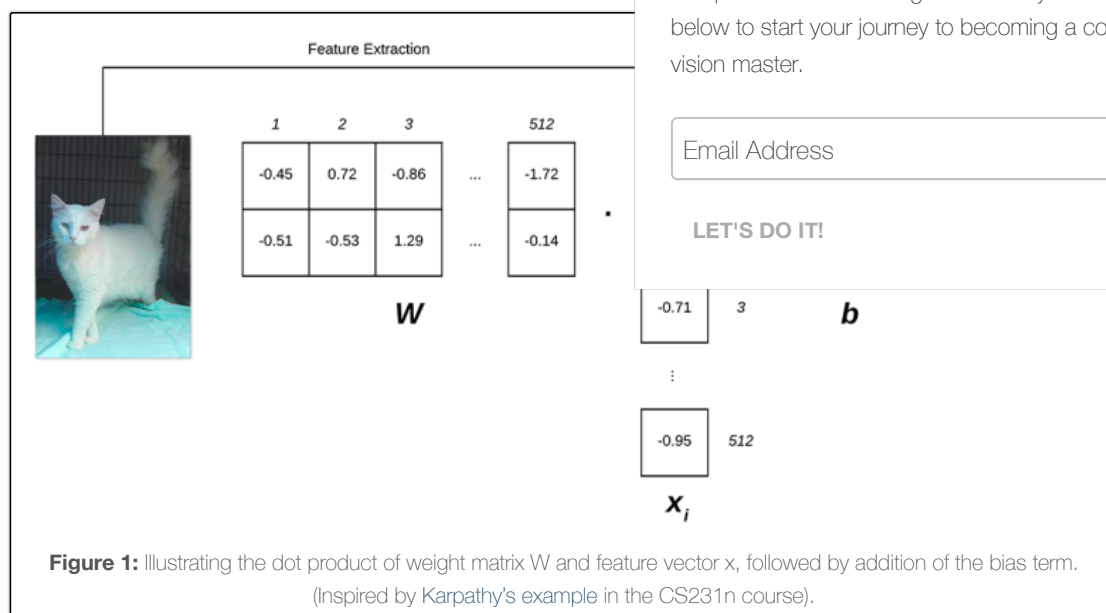 below to start your journey to becoming a co
vision master.
Email Address
LET'S DO IT!
Feature Extraction
1 2 3 512
-0.45 0.72 -0.86 ... -1.72
.
-0.51 -0.53 1.29 ... -0.14
W
-0.71 3
b
⋮
-0.95 512
xi
Figure 1: Illustrating the dot product of weight matrix W and feature vector x, followed by addition of the bias term.
(Inspired by Karpathy's example in the CS231n course).